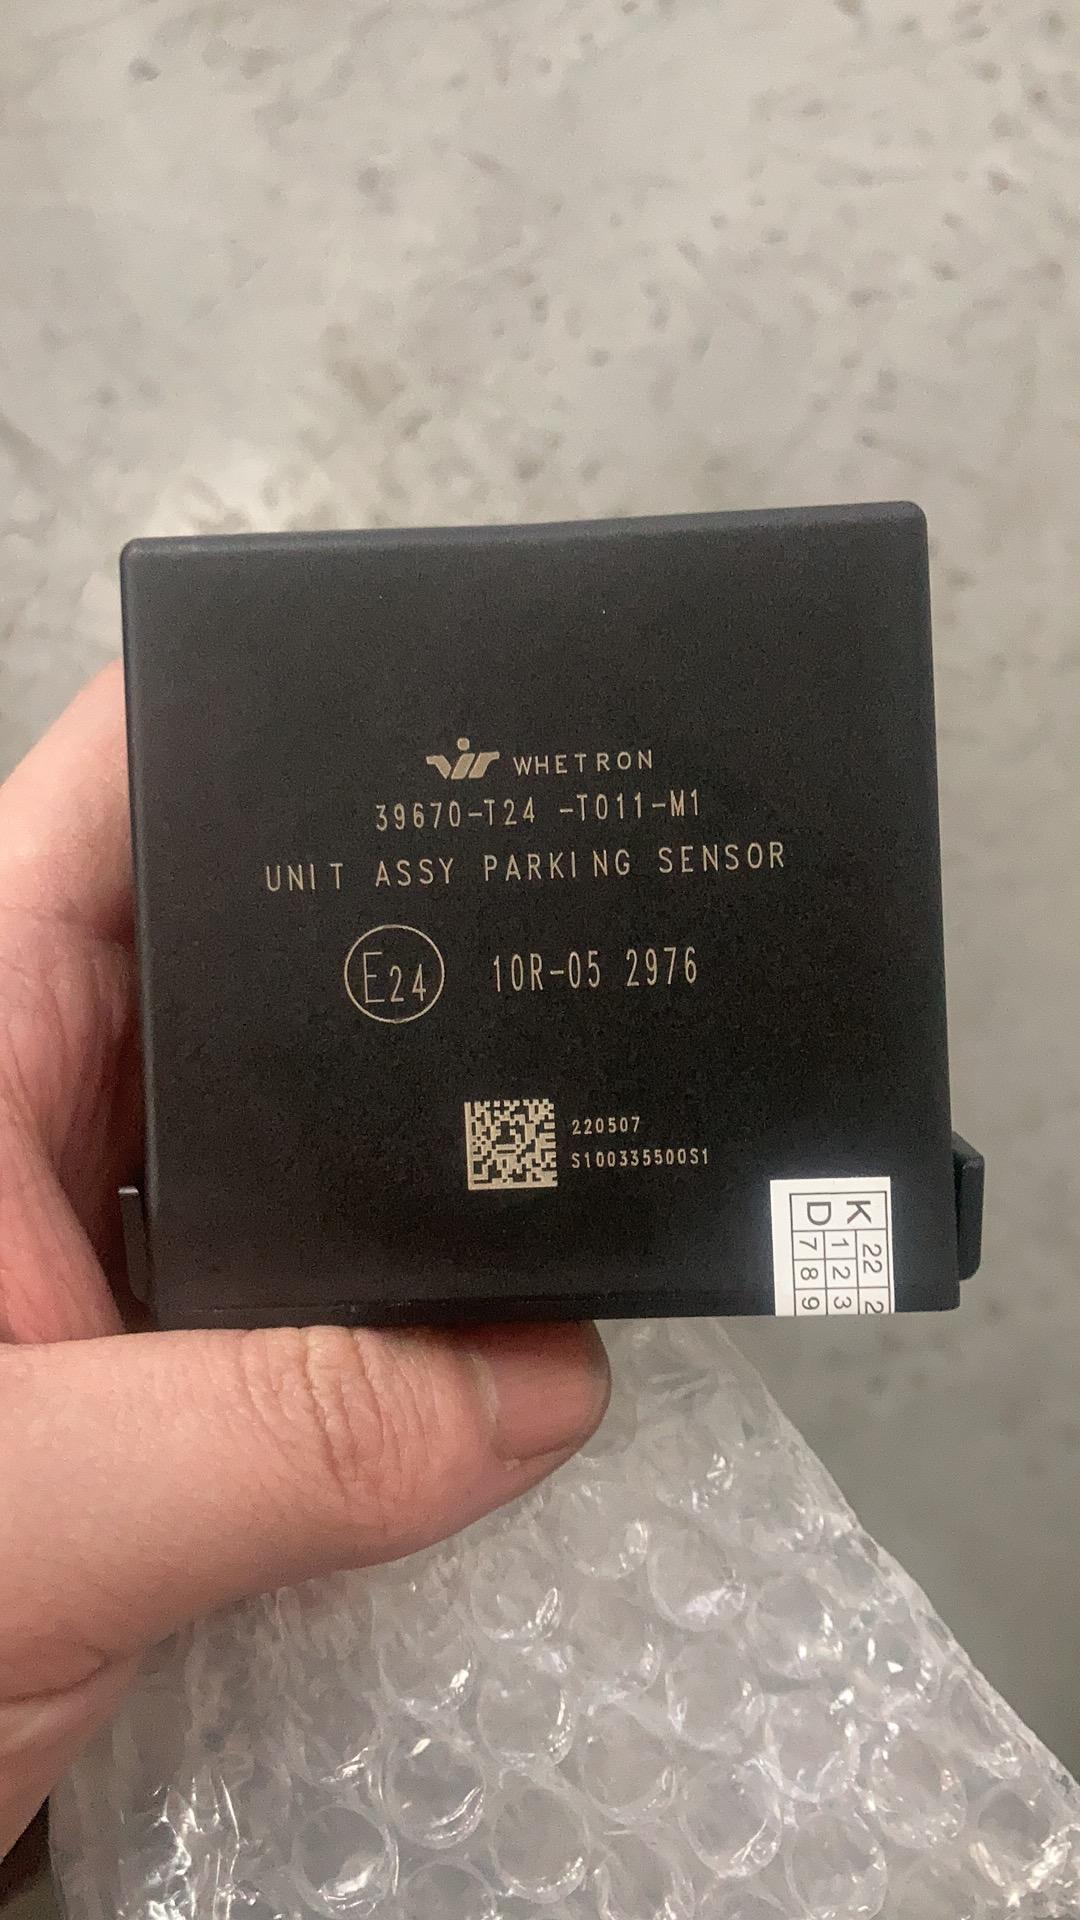 WHETRON
39670-T24 -T011-M1
UNIT ASSY PARKING SENSOR
E24 10R-05 2976
220507
S100335500S1
K 22 2
D 1 2 3
7 8 9